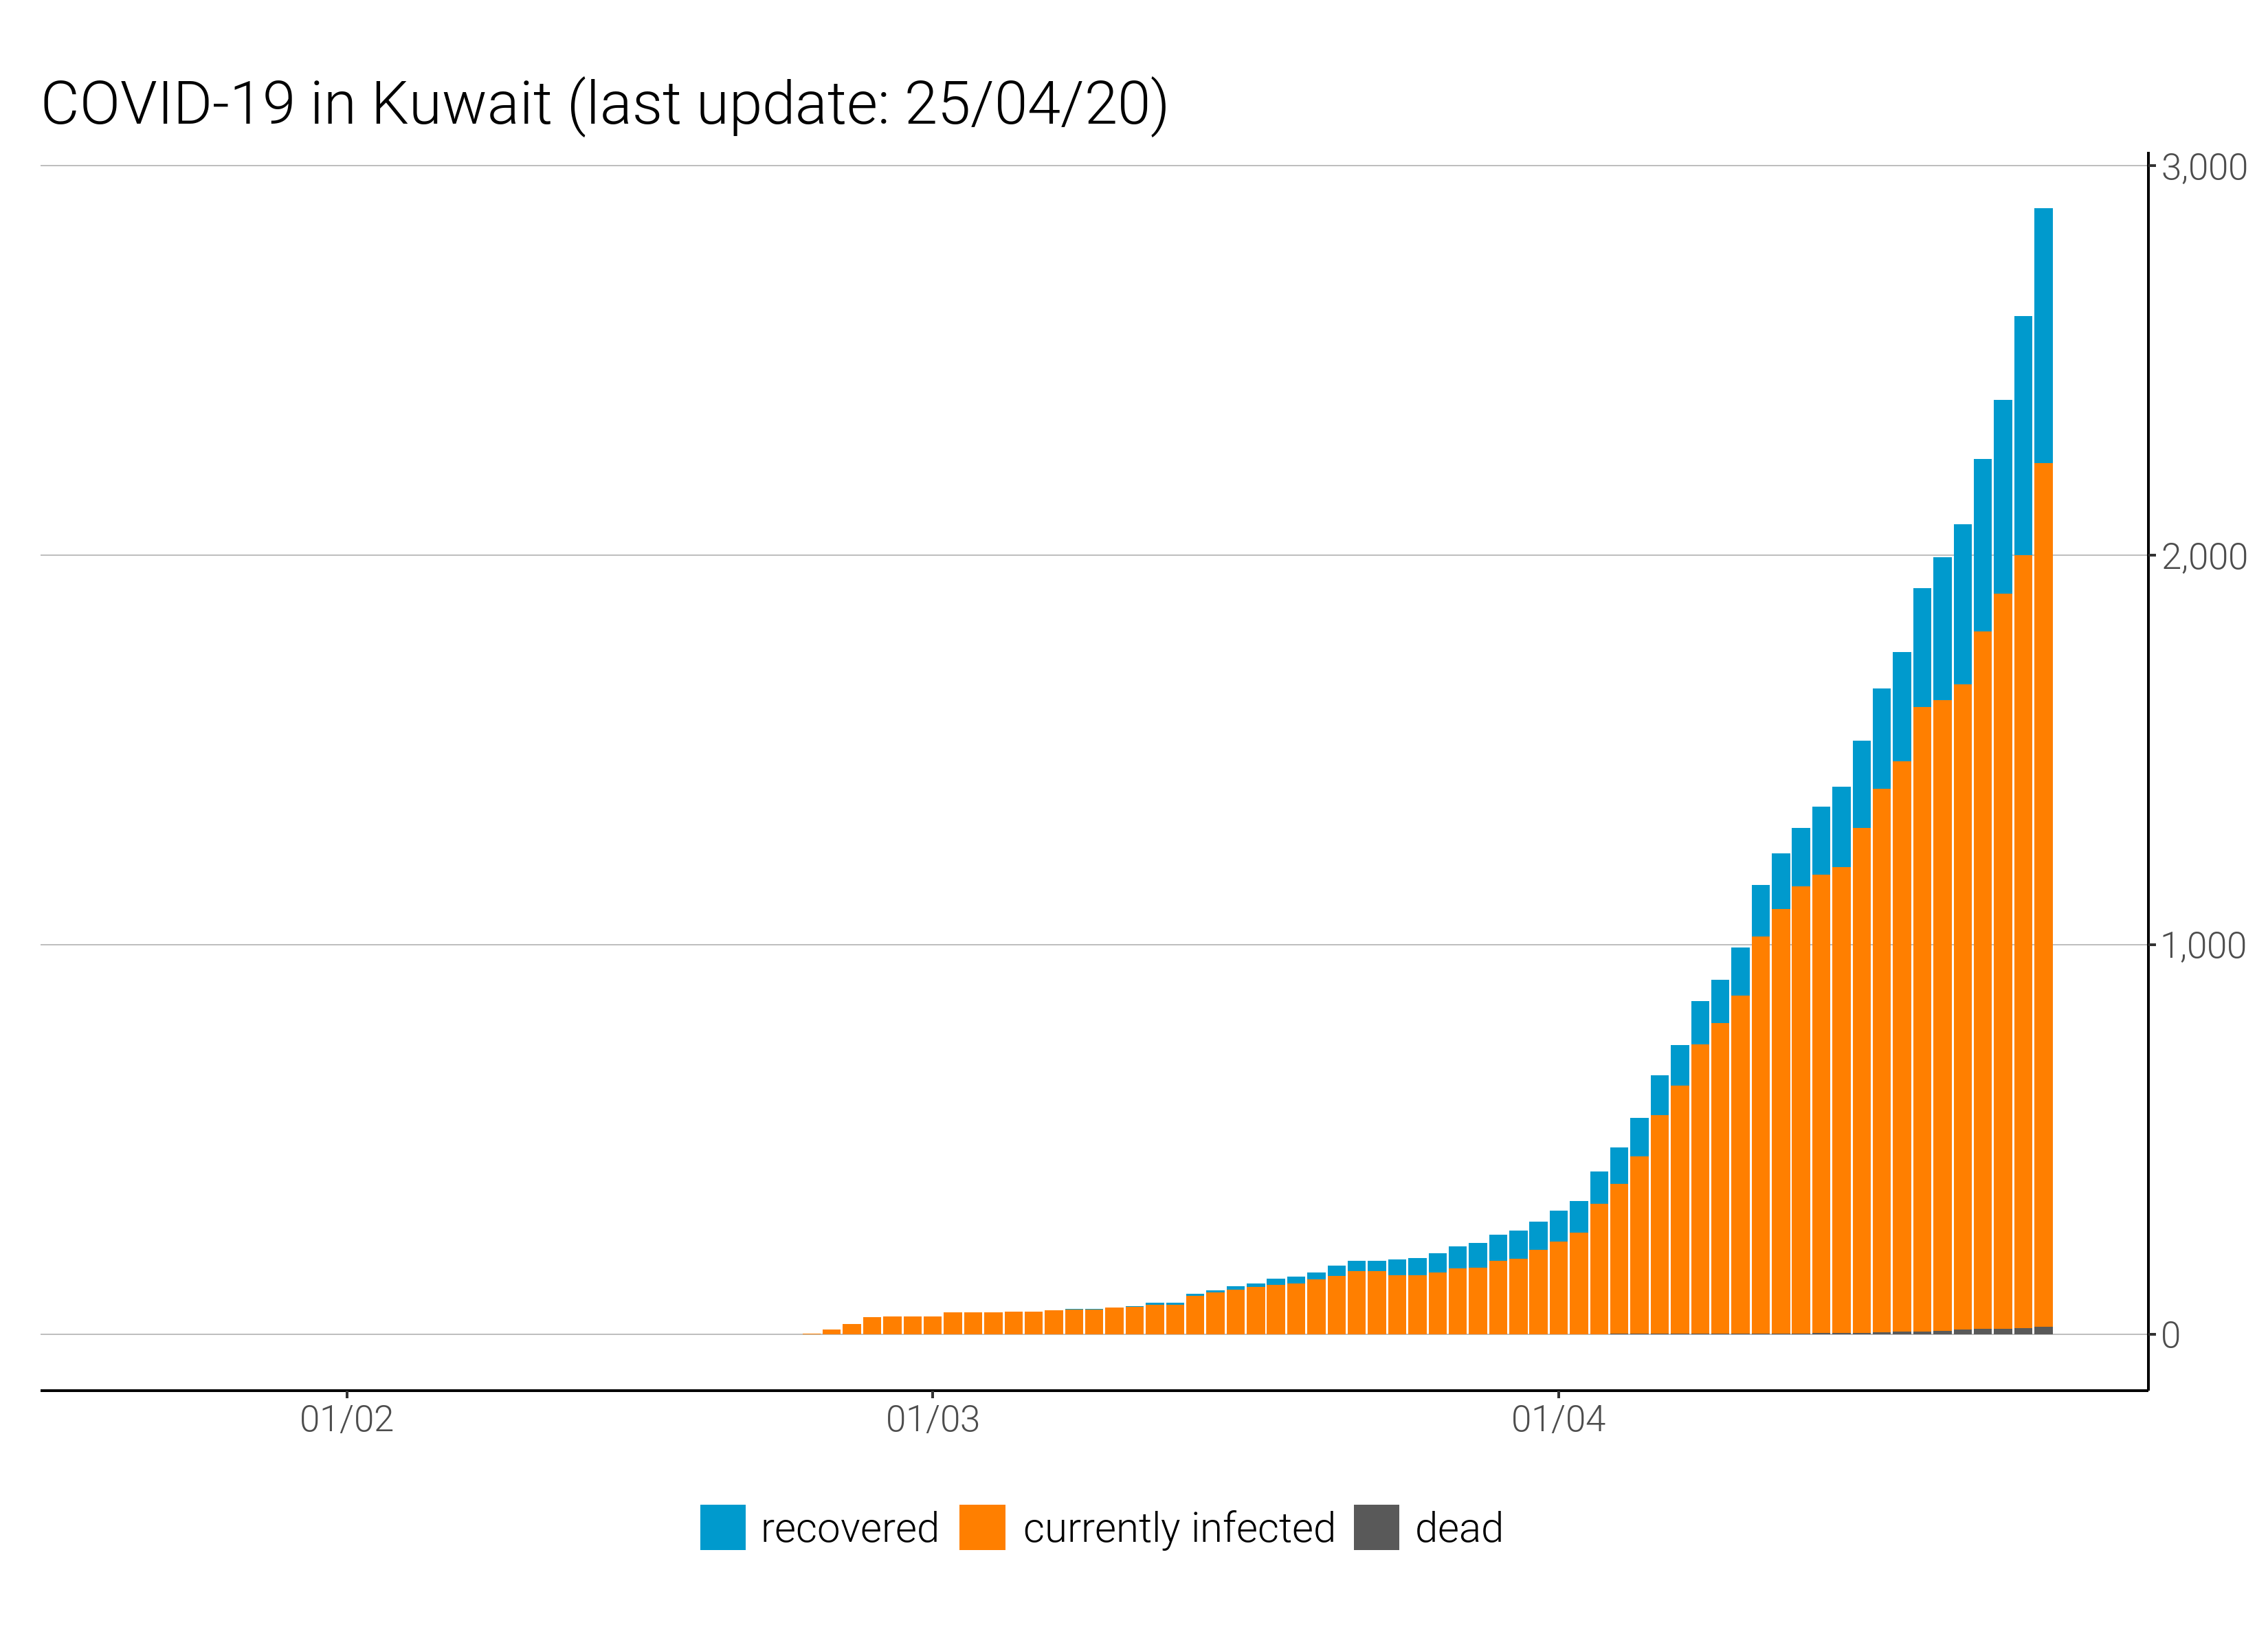 COVID-19 in Kuwait (last update: 25/04/20)
3,000
2,000
1,000
0
01/02 01/03 01/04
recovered currently infected dead